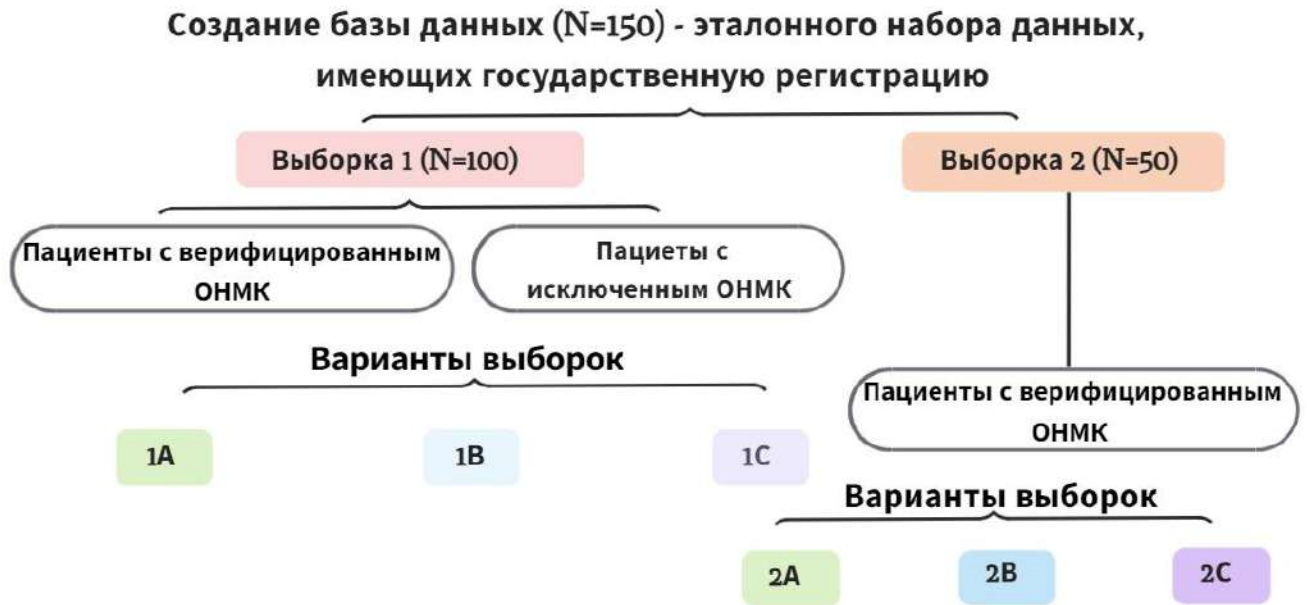 Создание базы данных (N=150) - эталонного набора данных,
имеющих государственную регистрацию
Выборка 1 (N=100)
Выборка 2 (N=50)
Пациенты с верифицированным
ОНМК
Пациеты с
исключенным ОНМК
Варианты выборок
1A
1B
1C
Пациенты с верифицированным
ОНМК
Варианты выборок
2A
2B
2C